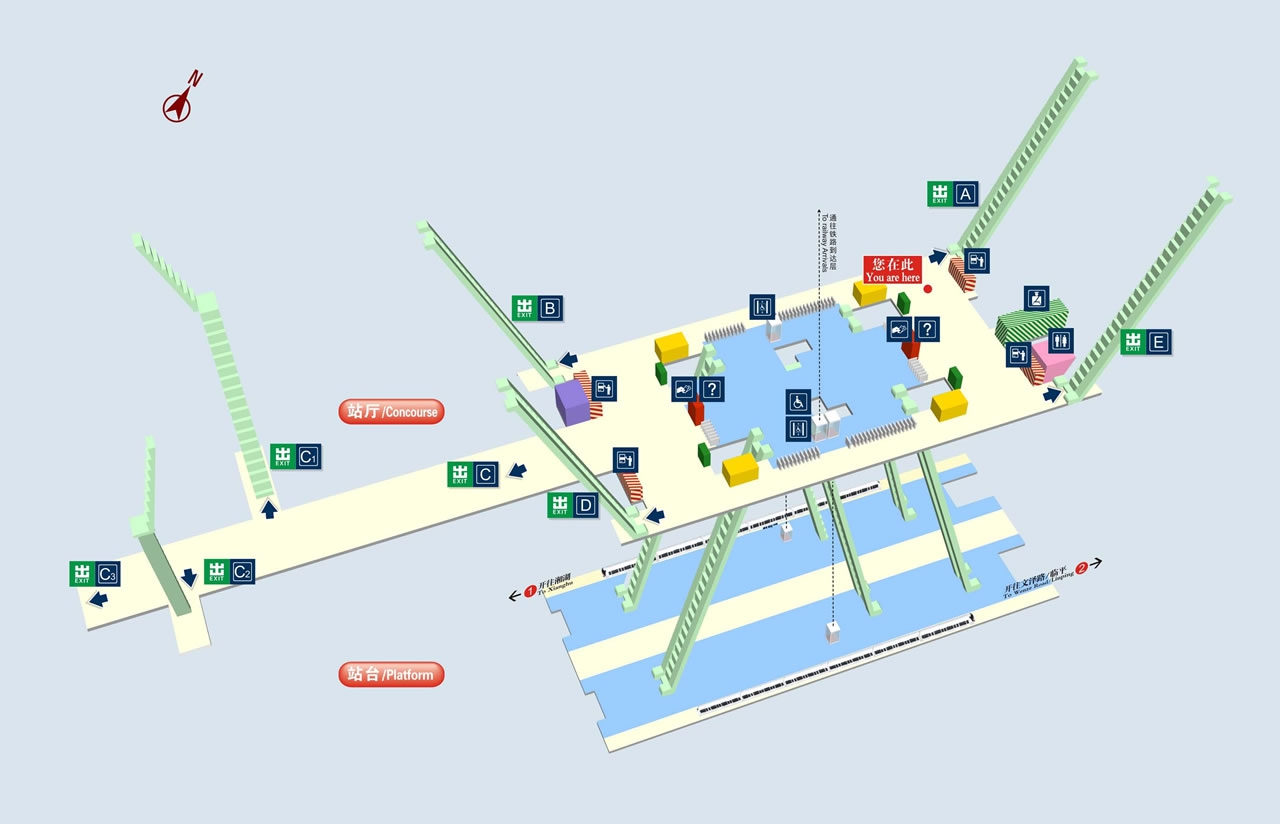 N
出
EXIT
A
通往铁路到达层
To railway Arrivals
您在此
You are here
出
EXIT
B
?
出
EXIT
E
?
站厅/Concourse
出
EXIT
C1
出
EXIT
C
出
EXIT
D
出
EXIT
C3
出
EXIT
C2
1
开往湘湖
To Xianghu
开往文泽路/临平
To Wenze Road/Linping
2
站台/Platform